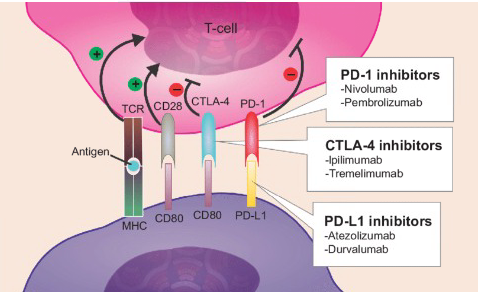 T-cell
+
+
−
−
TCR
CD28
CTLA-4
PD-1
Antigen
MHC
CD80
CD80
PD-L1
PD-1 inhibitors
-Nivolumab
-Pembrolizumab
CTLA-4 inhibitors
-Ipilimumab
-Tremelimumab
PD-L1 inhibitors
-Atezolizumab
-Durvalumab